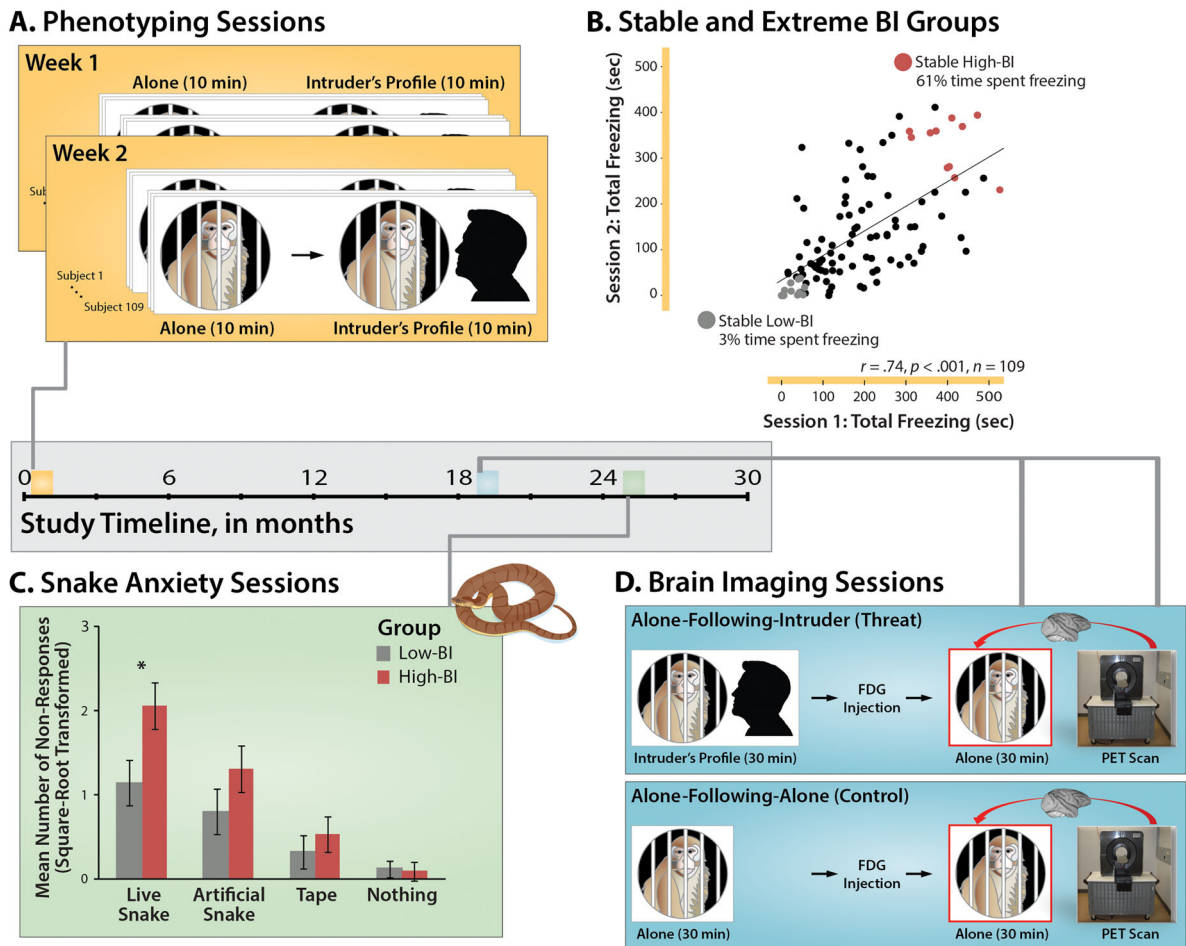 A. Phenotyping Sessions
Week 1
Alone (10 min)
Intruder's Profile (10 min)
Week 2
Subject 1
Subject 109
Alone (10 min)
Intruder's Profile (10 min)
B. Stable and Extreme BI Groups
Session 2: Total Freezing (sec)
500
400
300
200
100
0
Stable High-BI
61% time spent freezing
Stable Low-BI
3% time spent freezing
r = .74, p < .001, n = 109
0 100 200 300 400 500
Session 1: Total Freezing (sec)
0 6 12 18 24 30
Study Timeline, in months
C. Snake Anxiety Sessions
Mean Number of Non-Responses
(Square-Root Transformed)
3
2
1
0
*
Group
Low-BI
High-BI
Live
Snake
Artificial
Snake
Tape
Nothing
D. Brain Imaging Sessions
Alone-Following-Intruder (Threat)
FDG
Injection
Intruder's Profile (30 min)
Alone (30 min)
PET Scan
Alone-Following-Alone (Control)
FDG
Injection
Alone (30 min)
Alone (30 min)
PET Scan